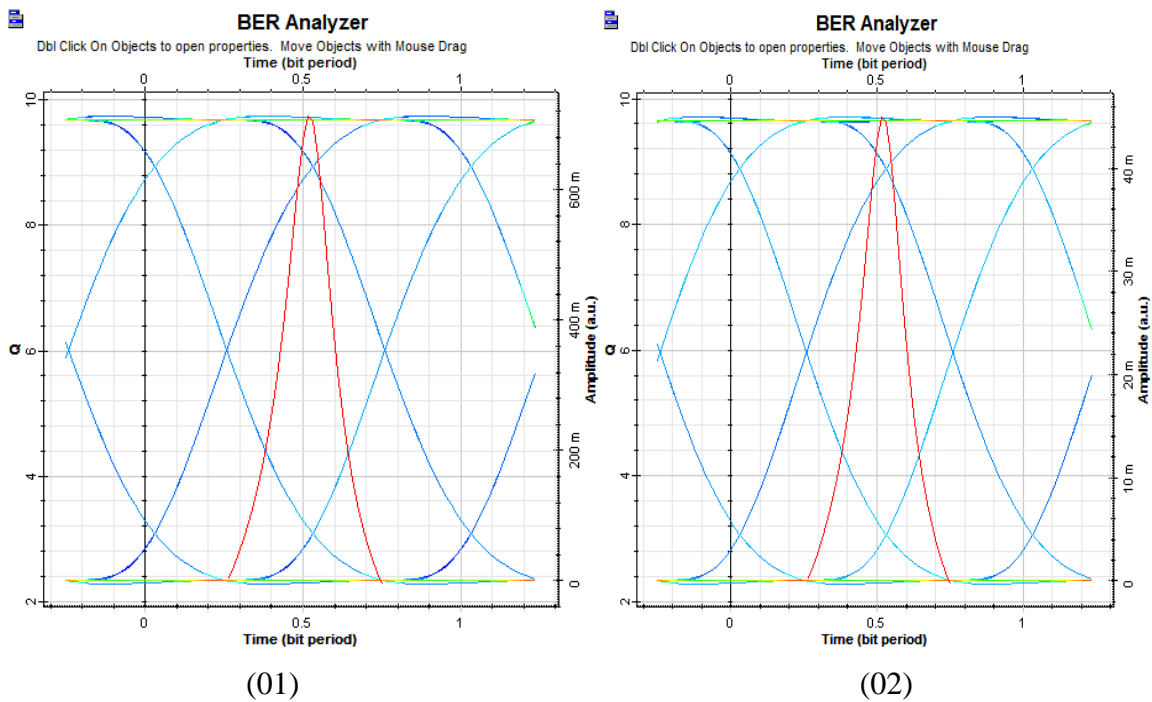 BER Analyzer
Dbl Click On Objects to open properties. Move Objects with Mouse Drag
Time (bit period)
0 0.5 1
10
8
6
4
2
Q
600 m
400 m
200 m
0
Amplitude (a.u.)
0 0.5 1
Time (bit period)
(01)
BER Analyzer
Dbl Click On Objects to open properties. Move Objects with Mouse Drag
Time (bit period)
0 0.5 1
10
8
6
4
2
Q
40 m
30 m
20 m
10 m
0
Amplitude (a.u.)
0 0.5 1
Time (bit period)
(02)